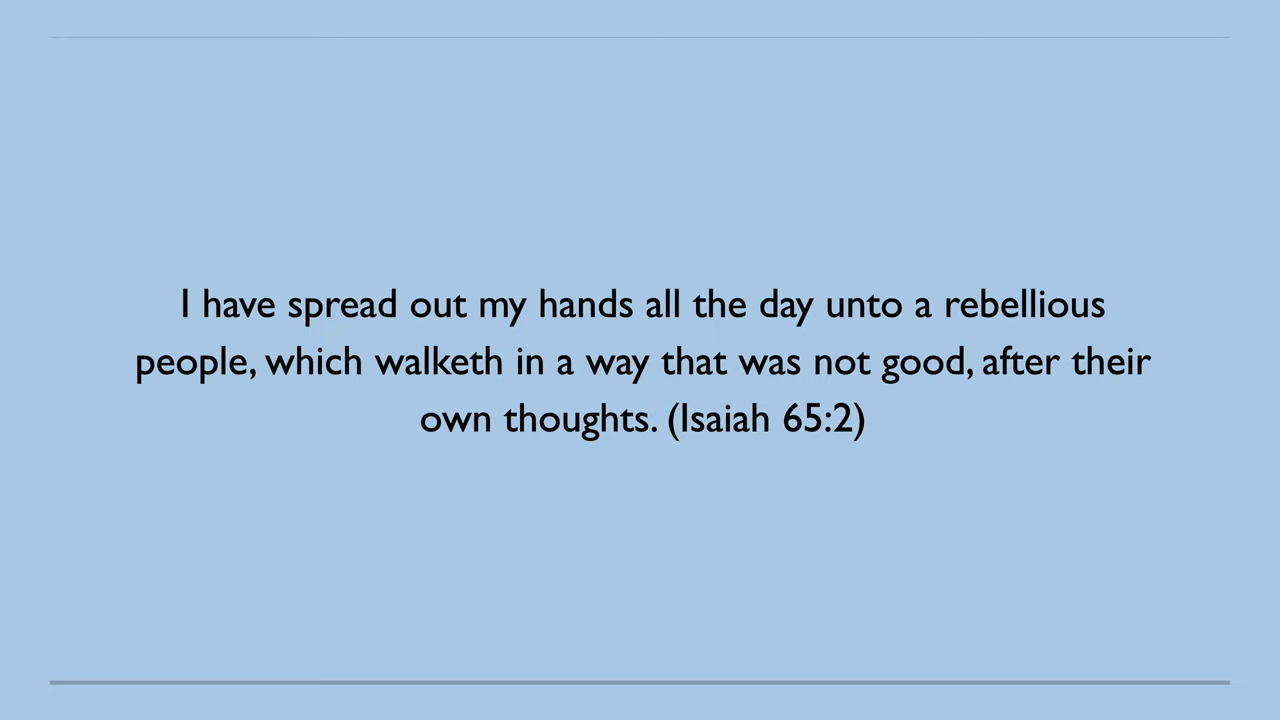 I have spread out my hands all the day unto a rebellious
people, which walketh in a way that was not good, after their
own thoughts. (Isaiah 65:2)